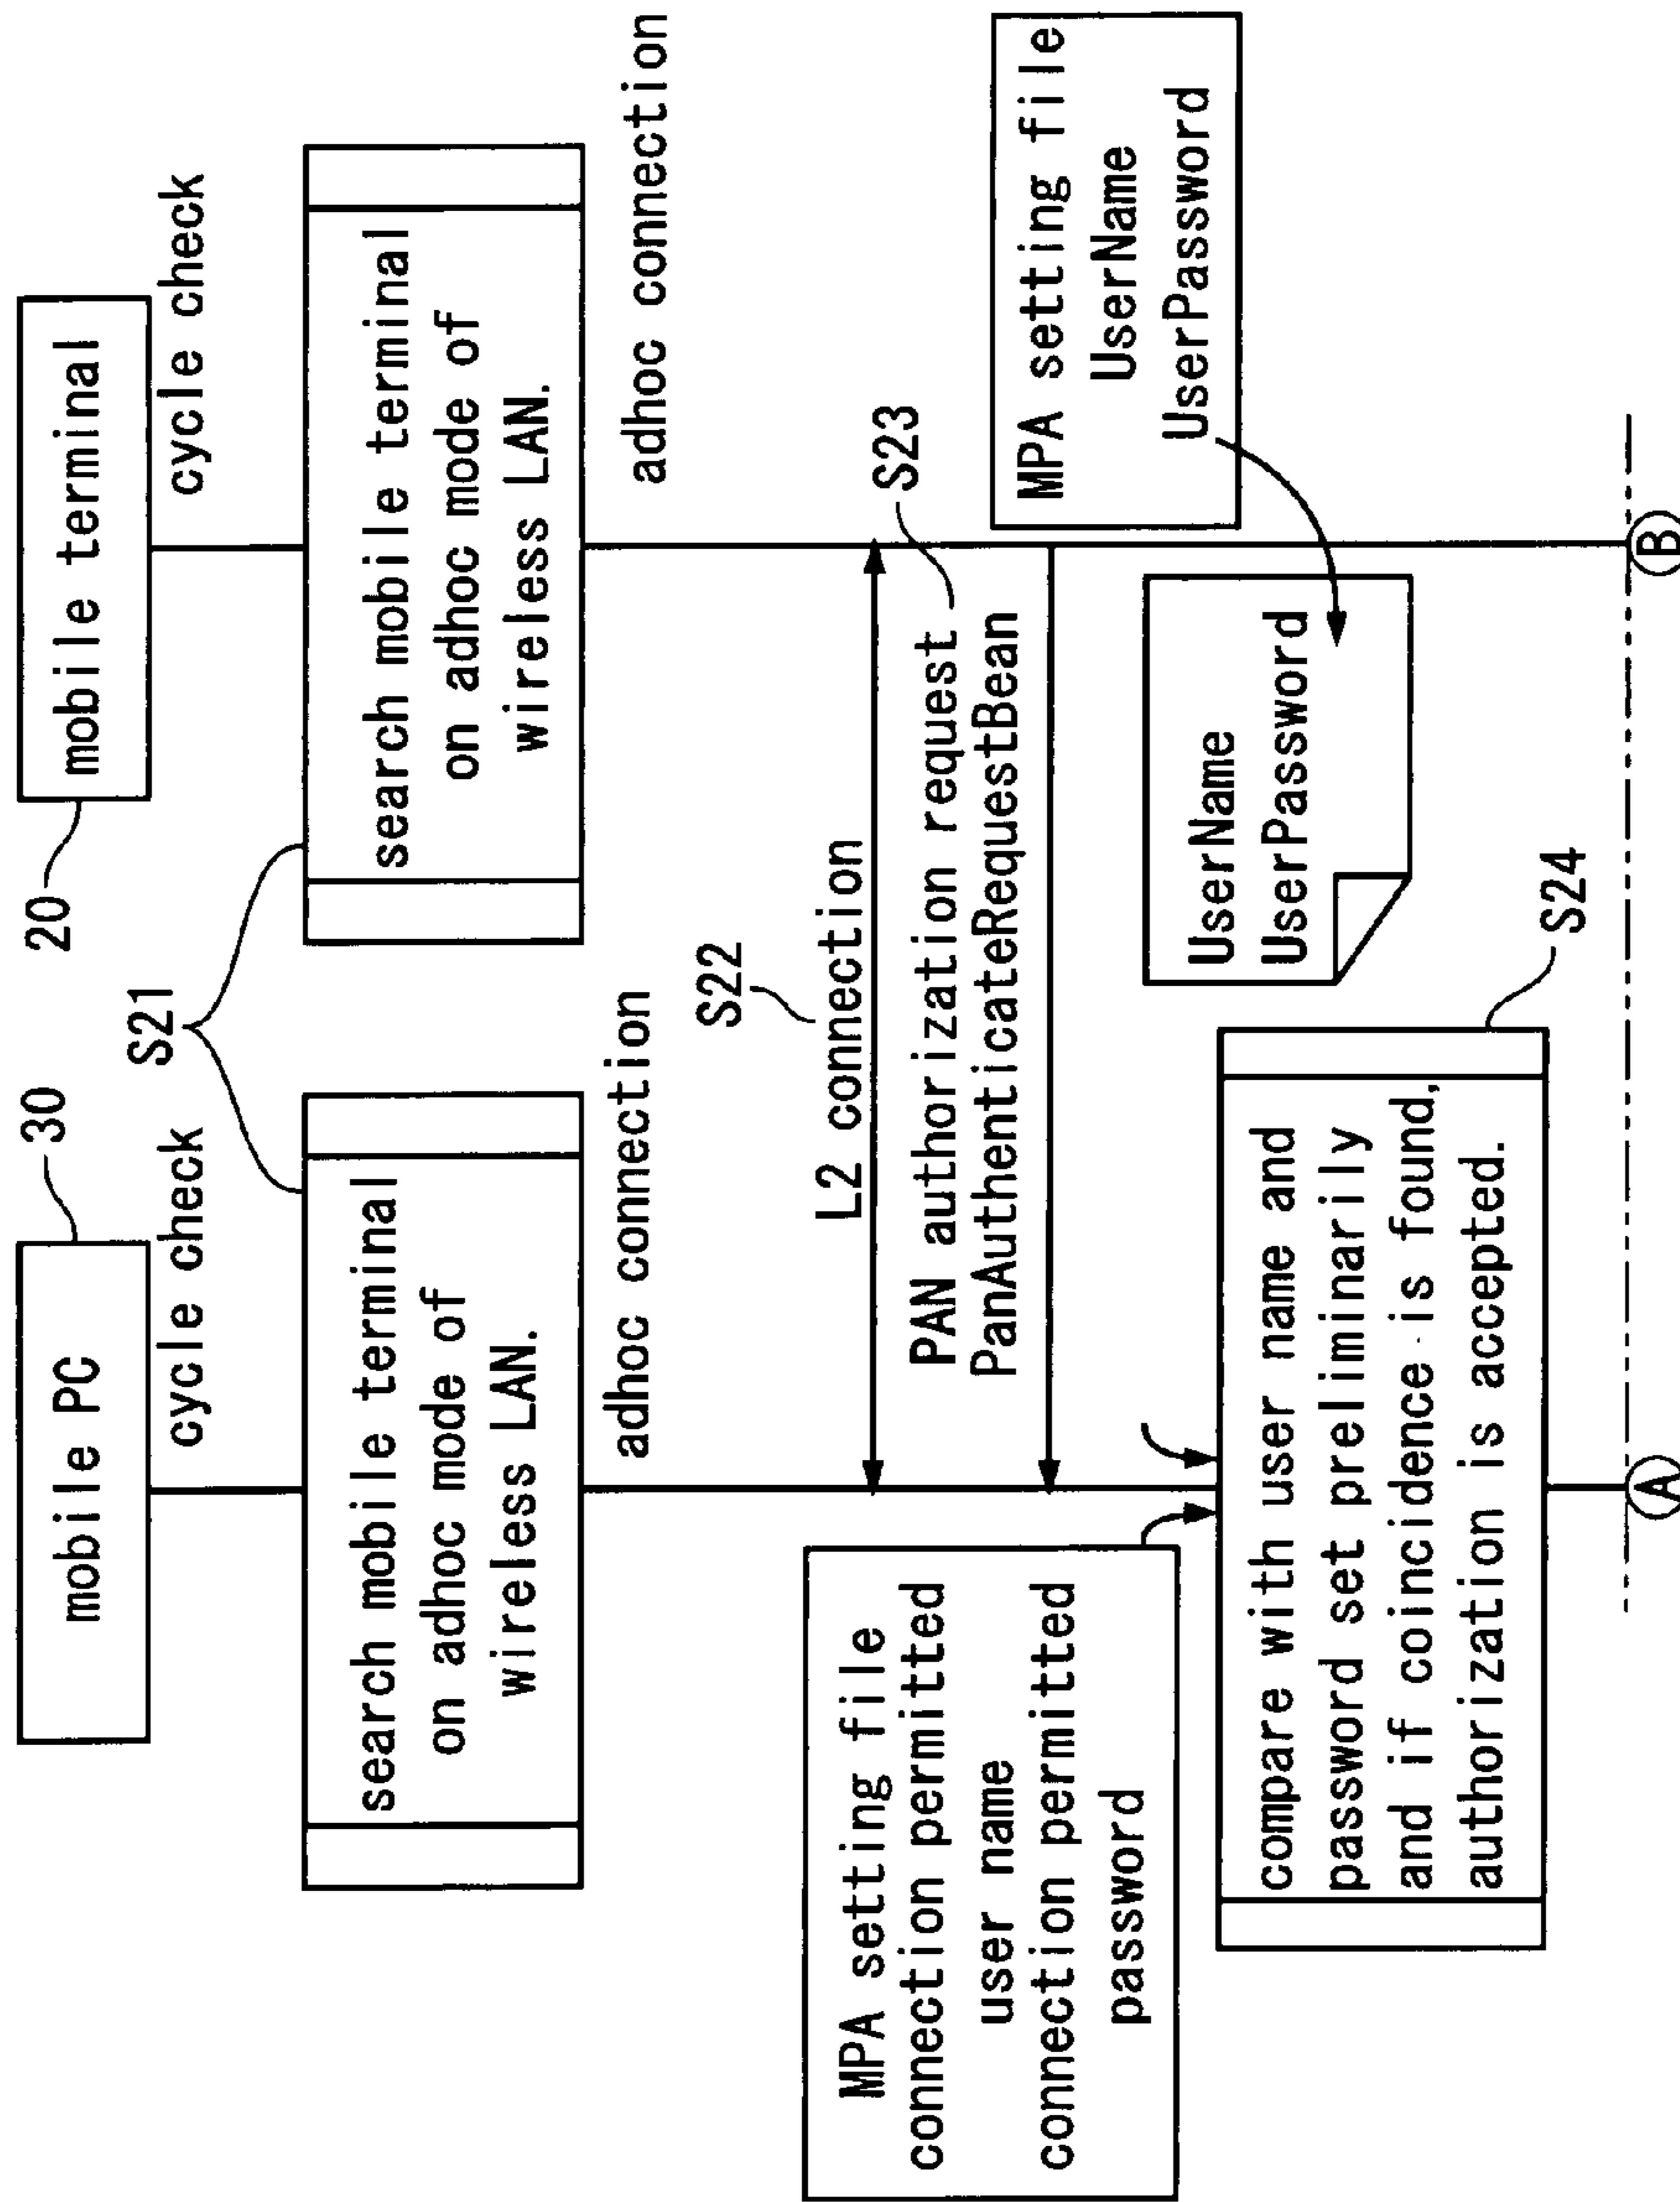 mobile PC
30
cycle check
S21
search mobile terminal
on adhoc mode of
wireless LAN.
adhoc connection
20
mobile terminal
cycle check
search mobile terminal
on adhoc mode of
wireless LAN.
adhoc connection
S22
L2 connection
PAN authorization request
S23
PanAuthenticateRequestBean
MPA setting file
connection permitted
user name
connection permitted
password
MPA setting file
UserName
UserPassword
UserName
UserPassword
compare with user name and
password set preliminarily
and if coincidence is found,
authorization is accepted.
S24
A
B